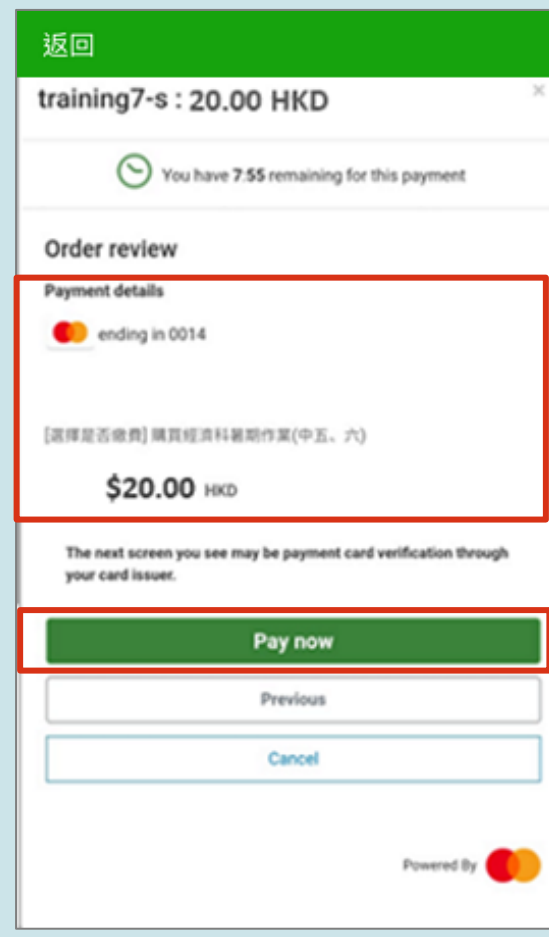 返回
training7-s : 20.00 HKD
×
You have 7:55 remaining for this payment
Order review
Payment details
ending in 0014
[選擇是否繳費] 購買經濟科暑期作業(中五、六)
$20.00 HKD
The next screen you see may be payment card verification through
your card issuer.
Pay now
Previous
Cancel
Powered By